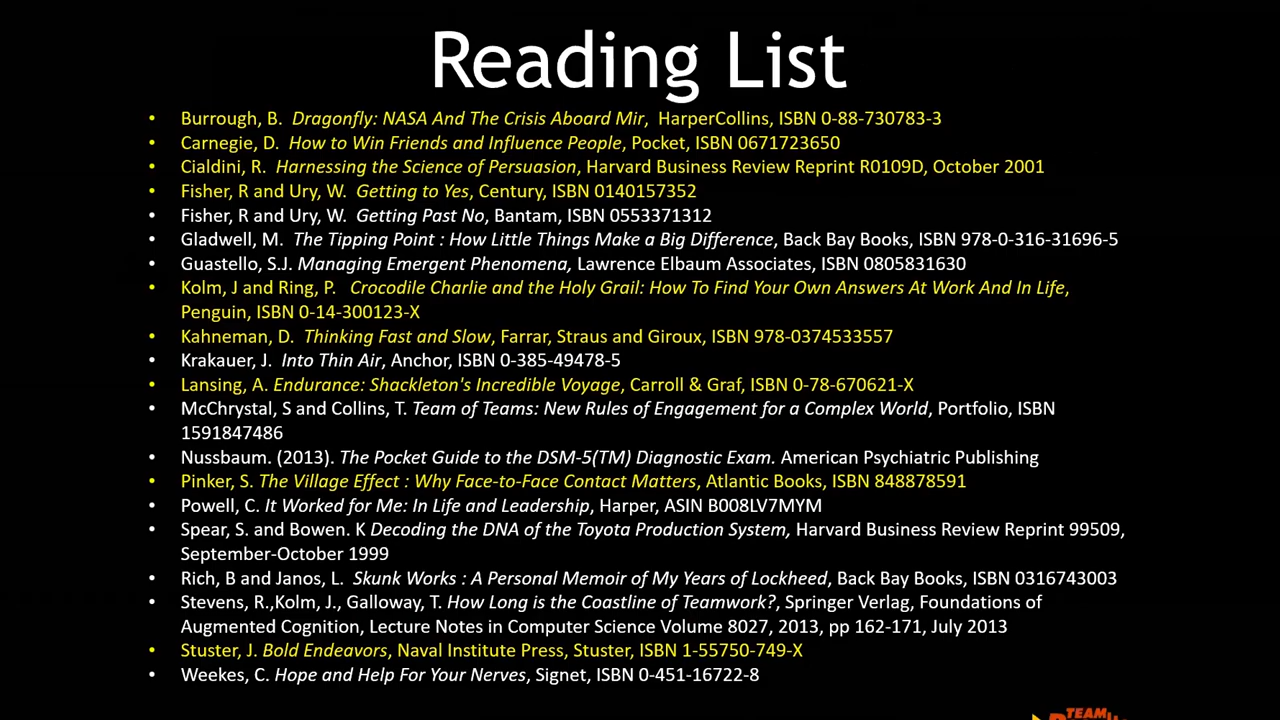 Reading List
• Burrough, B. Dragonfly: NASA And The Crisis Aboard Mir, HarperCollins, ISBN 0-88-730783-3
• Carnegie, D. How to Win Friends and Influence People, Pocket, ISBN 0671723650
• Cialdini, R. Harnessing the Science of Persuasion, Harvard Business Review Reprint R0109D, October 2001
• Fisher, R and Ury, W. Getting to Yes, Century, ISBN 0140157352
• Fisher, R and Ury, W. Getting Past No, Bantam, ISBN 0553371312
• Gladwell, M. The Tipping Point : How Little Things Make a Big Difference, Back Bay Books, ISBN 978-0-316-31696-5
• Guastello, S.J. Managing Emergent Phenomena, Lawrence Elbaum Associates, ISBN 0805831630
• Kolm, J and Ring, P. Crocodile Charlie and the Holy Grail: How To Find Your Own Answers At Work And In Life,
Penguin, ISBN 0-14-300123-X
• Kahneman, D. Thinking Fast and Slow, Farrar, Straus and Giroux, ISBN 978-0374533557
• Krakauer, J. Into Thin Air, Anchor, ISBN 0-385-49478-5
• Lansing, A. Endurance: Shackleton's Incredible Voyage, Carroll & Graf, ISBN 0-78-670621-X
• McChrystal, S and Collins, T. Team of Teams: New Rules of Engagement for a Complex World, Portfolio, ISBN
1591847486
• Nussbaum. (2013). The Pocket Guide to the DSM-5(TM) Diagnostic Exam. American Psychiatric Publishing
• Pinker, S. The Village Effect : Why Face-to-Face Contact Matters, Atlantic Books, ISBN 848878591
• Powell, C. It Worked for Me: In Life and Leadership, Harper, ASIN B008LV7MYM
• Spear, S. and Bowen. K Decoding the DNA of the Toyota Production System, Harvard Business Review Reprint 99509,
September-October 1999
• Rich, B and Janos, L. Skunk Works : A Personal Memoir of My Years of Lockheed, Back Bay Books, ISBN 0316743003
• Stevens, R.,Kolm, J., Galloway, T. How Long is the Coastline of Teamwork?, Springer Verlag, Foundations of
Augmented Cognition, Lecture Notes in Computer Science Volume 8027, 2013, pp 162-171, July 2013
• Stuster, J. Bold Endeavors, Naval Institute Press, Stuster, ISBN 1-55750-749-X
• Weekes, C. Hope and Help For Your Nerves, Signet, ISBN 0-451-16722-8
TEAM